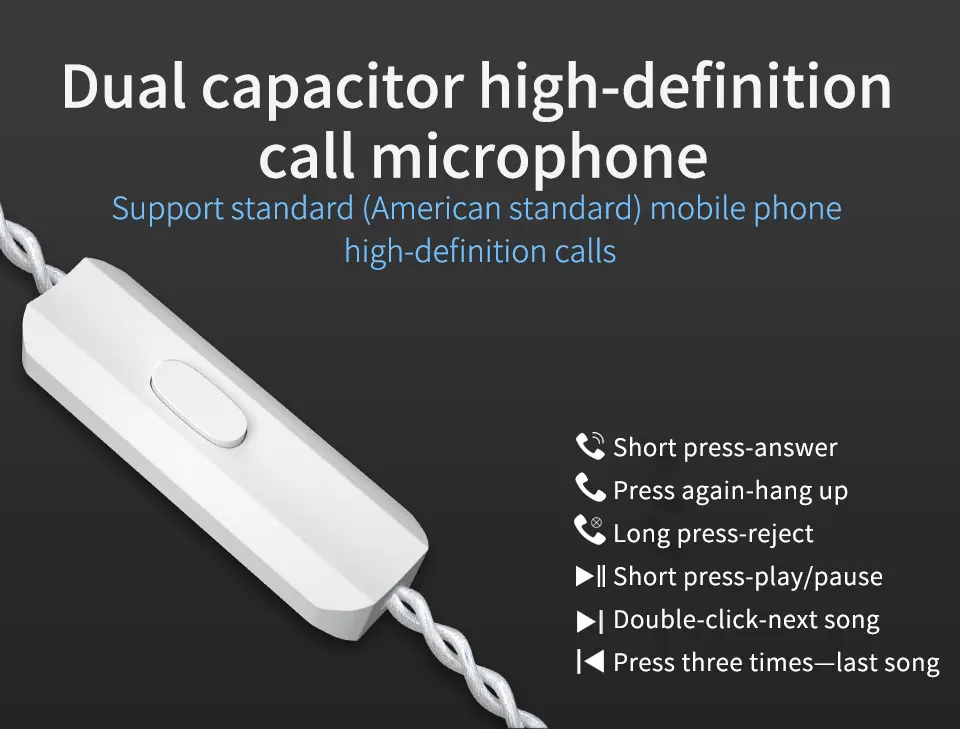 Dual capacitor high-definition
call microphone
Support standard (American standard) mobile phone
high-definition calls
Short press-answer
Press again-hang up
Long press-reject
Short press-play/pause
Double-click-next song
Press three times—last song